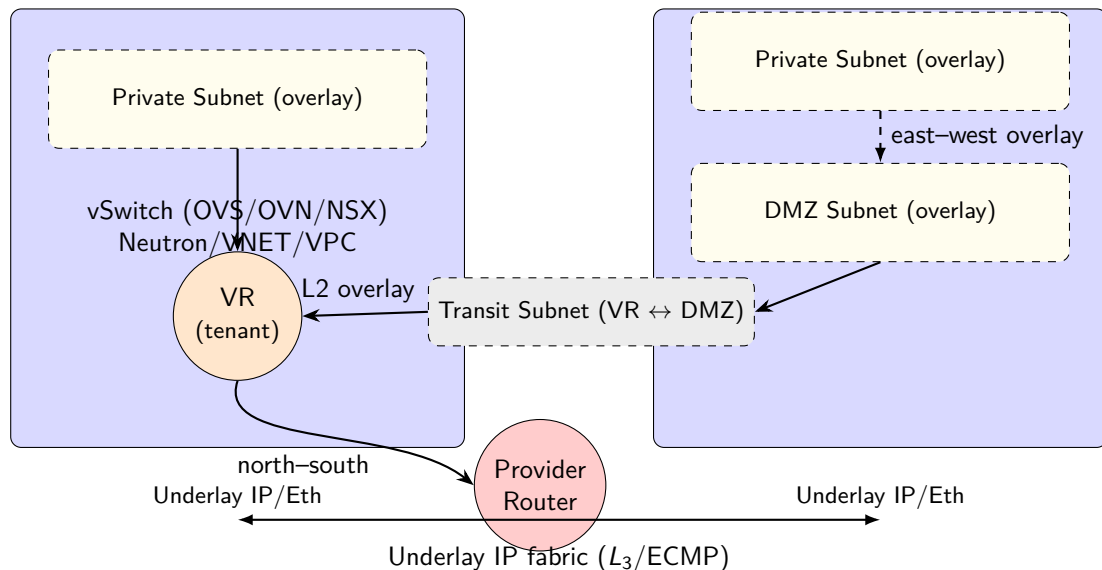 Private Subnet (overlay)
Private Subnet (overlay)
east–west overlay
vSwitch (OVS/OVN/NSX)
Neutron/VNET/VPC
DMZ Subnet (overlay)
VR
(tenant)
L2 overlay
Transit Subnet (VR ↔ DMZ)
north–south
Provider
Router
Underlay IP/Eth
Underlay IP/Eth
Underlay IP fabric (L₃/ECMP)